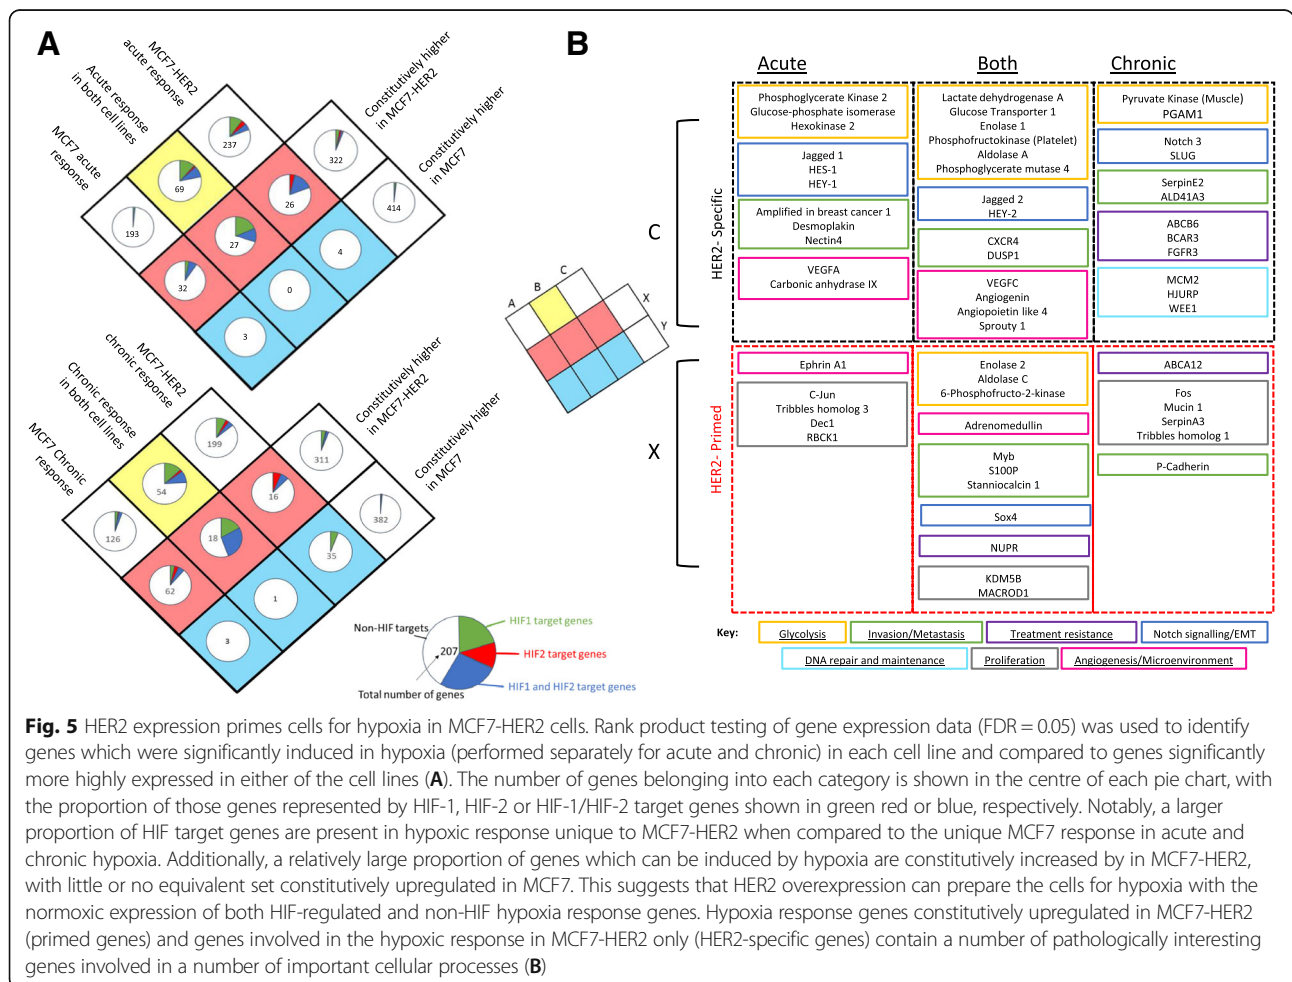 A
MCF7-HER2
acute response
Acute response
in both cell lines
MCF7 acute
response
Constitutively higher
in MCF7-HER2
Constitutively higher
in MCF7
237
322
69
26
414
193
27
4
32
0
3
MCF7-HER2
chronic response
Chronic response
in both cell lines
MCF7 Chronic
response
Constitutively higher
in MCF7-HER2
Constitutively higher
in MCF7
199
311
54
16
382
126
18
35
62
1
3
Non-HIF targets
207
Total number of genes
HIF1 target genes
HIF2 target genes
HIF1 and HIF2 target genes
A
B
C
X
Y
B
Acute
Both
Chronic
C
HER2- Specific
Phosphoglycerate Kinase 2
Glucose-phosphate isomerase
Hexokinase 2
Jagged 1
HES-1
HEY-1
Amplified in breast cancer 1
Desmoplakin
Nectin4
VEGFA
Carbonic anhydrase IX
Lactate dehydrogenase A
Glucose Transporter 1
Enolase 1
Phosphofructokinase (Platelet)
Aldolase A
Phosphoglycerate mutase 4
Jagged 2
HEY-2
CXCR4
DUSP1
VEGFC
Angiogenin
Angiopoietin like 4
Sprouty 1
Pyruvate Kinase (Muscle)
PGAM1
Notch 3
SLUG
SerpinE2
ALD41A3
ABCB6
BCAR3
FGFR3
MCM2
HJURP
WEE1
X
HER2- Primed
Ephrin A1
C-Jun
Tribbles homolog 3
Dec1
RBCK1
Enolase 2
Aldolase C
6-Phosphofructo-2-kinase
Adrenomedullin
Myb
S100P
Stanniocalcin 1
Sox4
NUPR
KDM5B
MACROD1
ABCA12
Fos
Mucin 1
SerpinA3
Tribbles homolog 1
P-Cadherin
Key:
Glycolysis
Invasion/Metastasis
Treatment resistance
Notch signalling/EMT
DNA repair and maintenance
Proliferation
Angiogenesis/Microenvironment
Fig. 5 HER2 expression primes cells for hypoxia in MCF7-HER2 cells. Rank product testing of gene expression data (FDR = 0.05) was used to identify
genes which were significantly induced in hypoxia (performed separately for acute and chronic) in each cell line and compared to genes significantly
more highly expressed in either of the cell lines (A). The number of genes belonging into each category is shown in the centre of each pie chart, with
the proportion of those genes represented by HIF-1, HIF-2 or HIF-1/HIF-2 target genes shown in green red or blue, respectively. Notably, a larger
proportion of HIF target genes are present in hypoxic response unique to MCF7-HER2 when compared to the unique MCF7 response in acute and
chronic hypoxia. Additionally, a relatively large proportion of genes which can be induced by hypoxia are constitutively increased by in MCF7-HER2,
with little or no equivalent set constitutively upregulated in MCF7. This suggests that HER2 overexpression can prepare the cells for hypoxia with the
normoxic expression of both HIF-regulated and non-HIF hypoxia response genes. Hypoxia response genes constitutively upregulated in MCF7-HER2
(primed genes) and genes involved in the hypoxic response in MCF7-HER2 only (HER2-specific genes) contain a number of pathologically interesting
genes involved in a number of important cellular processes (B)